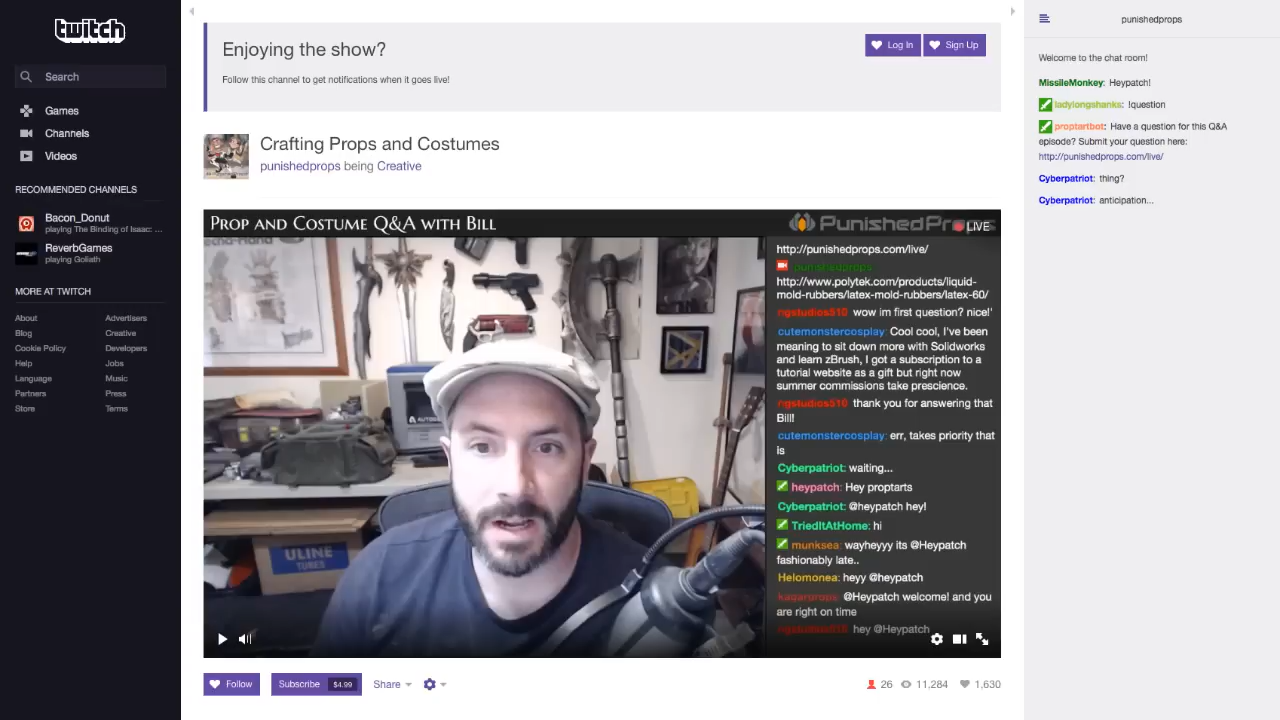 twitch
Search
Games
Channels
Videos
RECOMMENDED CHANNELS
Bacon_Donut
playing The Binding of Isaac: ...
ReverbGames
playing Goliath
MORE AT TWITCH
About
Advertisers
Blog
Creative
Cookie Policy
Developers
Help
Jobs
Language
Music
Partners
Press
Store
Terms
Enjoying the show?
Follow this channel to get notifications when it goes live!
Log In
Sign Up
Crafting Props and Costumes
punishedprops being Creative
PROP AND COSTUME Q&A WITH BILL
LIVE
AUTODES
ULINE
TUBES
http://punishedprops.com/live/
punishedprops
http://www.polytek.com/products/liquid-
mold-rubbers/latex-mold-rubbers/latex-60/
ngstudios510 wow im first question? nice!'
cutemonstercosplay: Cool cool, I've been
meaning to sit down more with Solidworks
and learn zBrush, I got a subscription to a
tutorial website as a gift but right now
summer commissions take prescience.
ngstudios510 thank you for answering that
Bill!
cutemonstercosplay: err, takes priority that
is
Cyberpatriot: waiting...
heypatch: Hey proptarts
Cyberpatriot: @heypatch hey!
TriedItAtHome: hi
munksea: wayheyyy its @Heypatch
fashionably late..
Helomonea: heyy @heypatch
@Heypatch welcome! and you
are right on time
ngstudios510 hey @Heypatch
Follow
Subscribe $4.99
Share
26
11,284
1,630
punishedprops
Welcome to the chat room!
MissileMonkey: Heypatch!
ladylongshanks: !question
proptartbot: Have a question for this Q&A
episode? Submit your question here:
http://punishedprops.com/live/
Cyberpatriot: thing?
Cyberpatriot: anticipation...